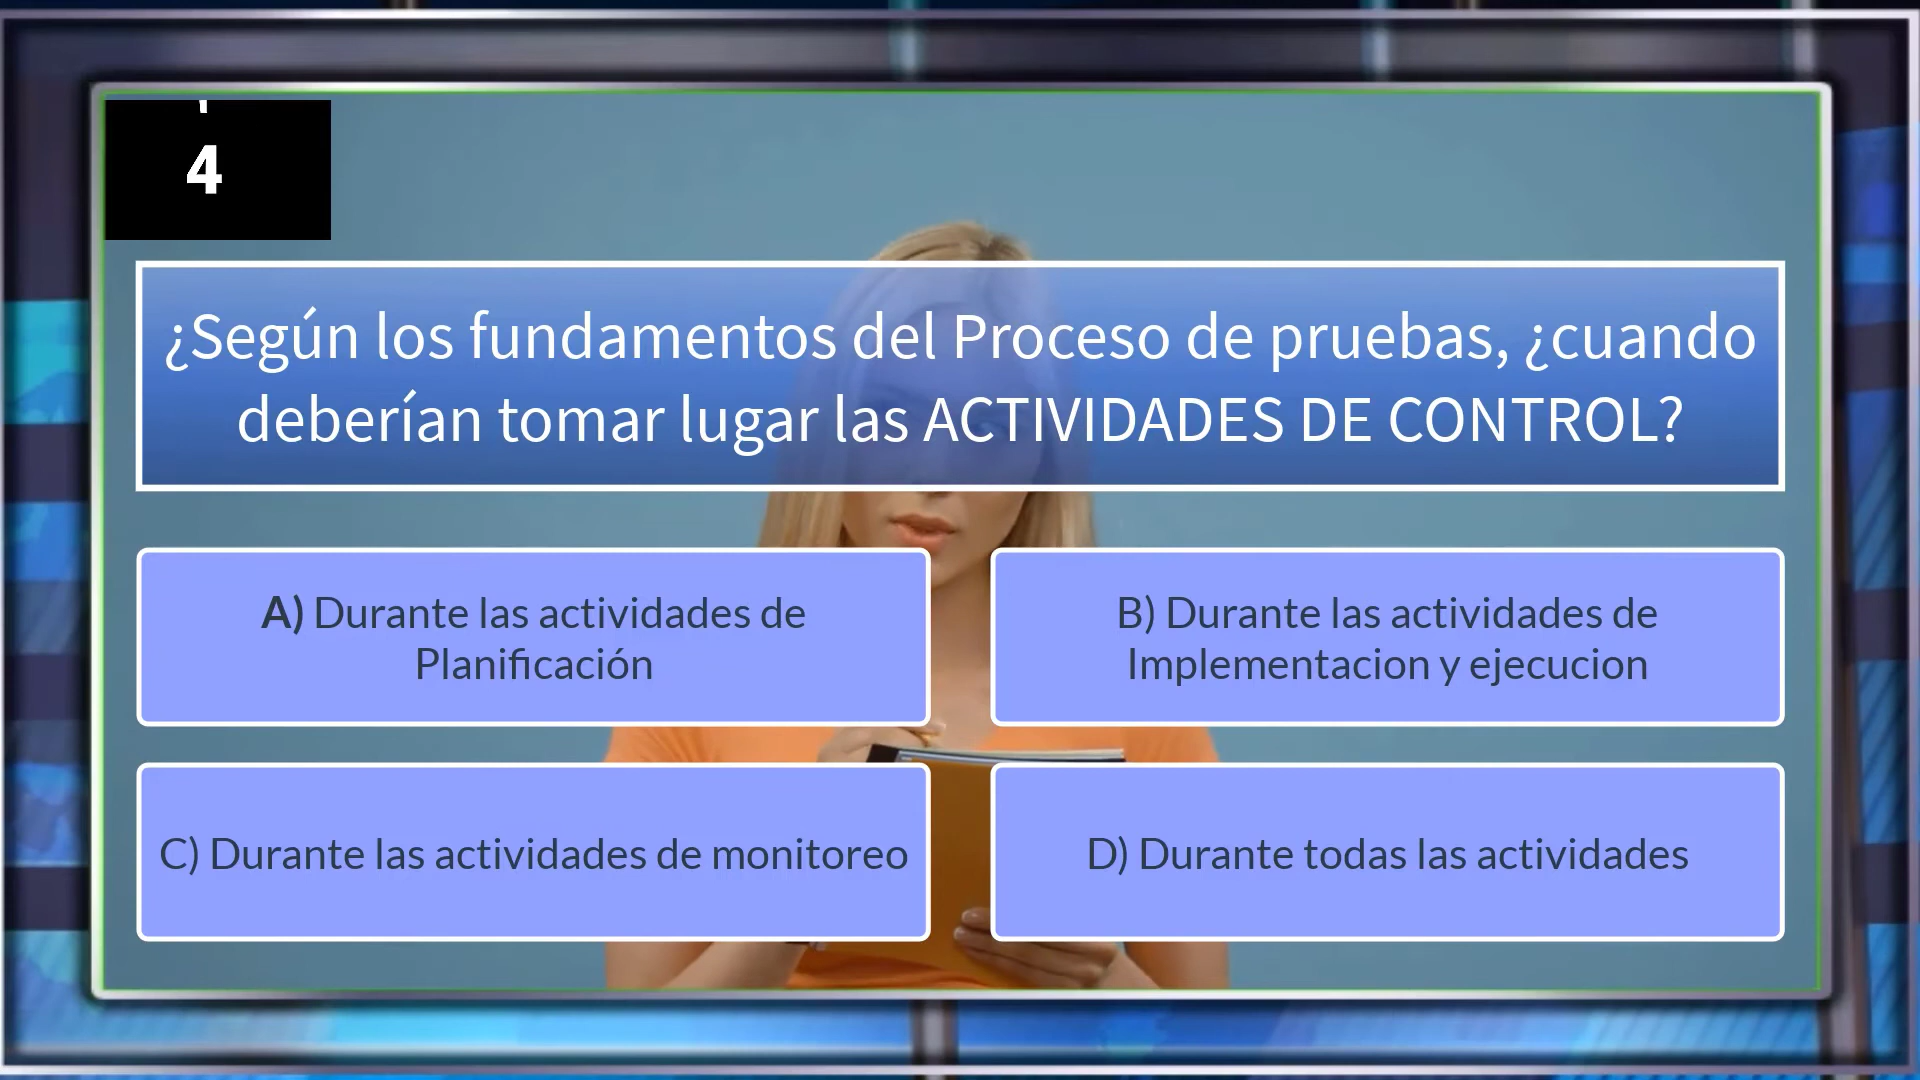 4
¿Según los fundamentos del Proceso de pruebas, ¿cuando
deberían tomar lugar las ACTIVIDADES DE CONTROL?
A) Durante las actividades de
Planificación
B) Durante las actividades de
Implementacion y ejecucion
C) Durante las actividades de monitoreo
D) Durante todas las actividades